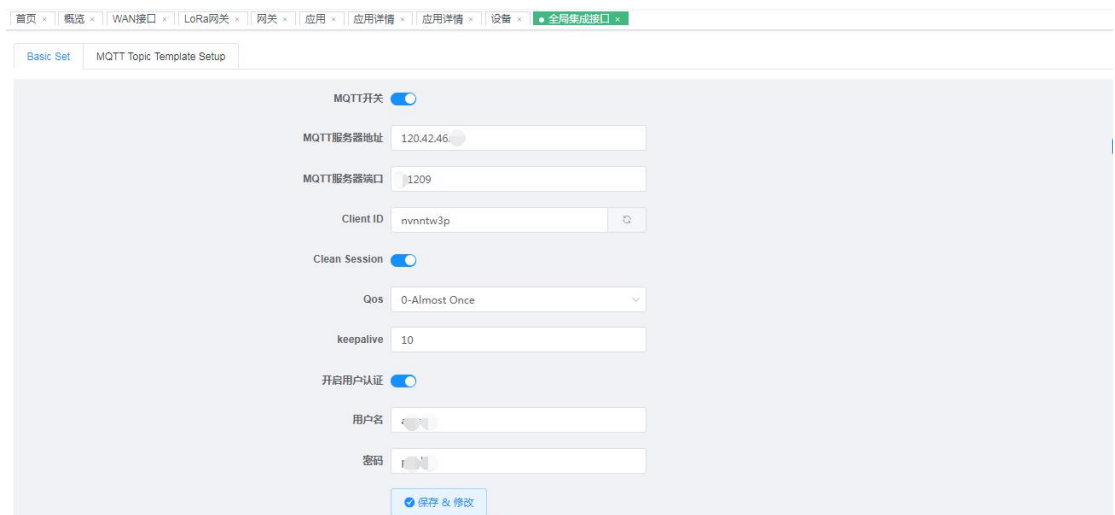 首页 × 概览 × WAN接口 × LoRa网关 × 网关 × 应用 × 应用详情 × 应用详情 × 设备 × 全局集成接口 ×
Basic Set MQTT Topic Template Setup
MQTT开关
MQTT服务器地址 120.42.46.
MQTT服务器端口 1209
Client ID nvnntw3p
Clean Session
Qos 0-Almost Once
keepalive 10
开启用户认证
用户名
密码
保存 & 修改